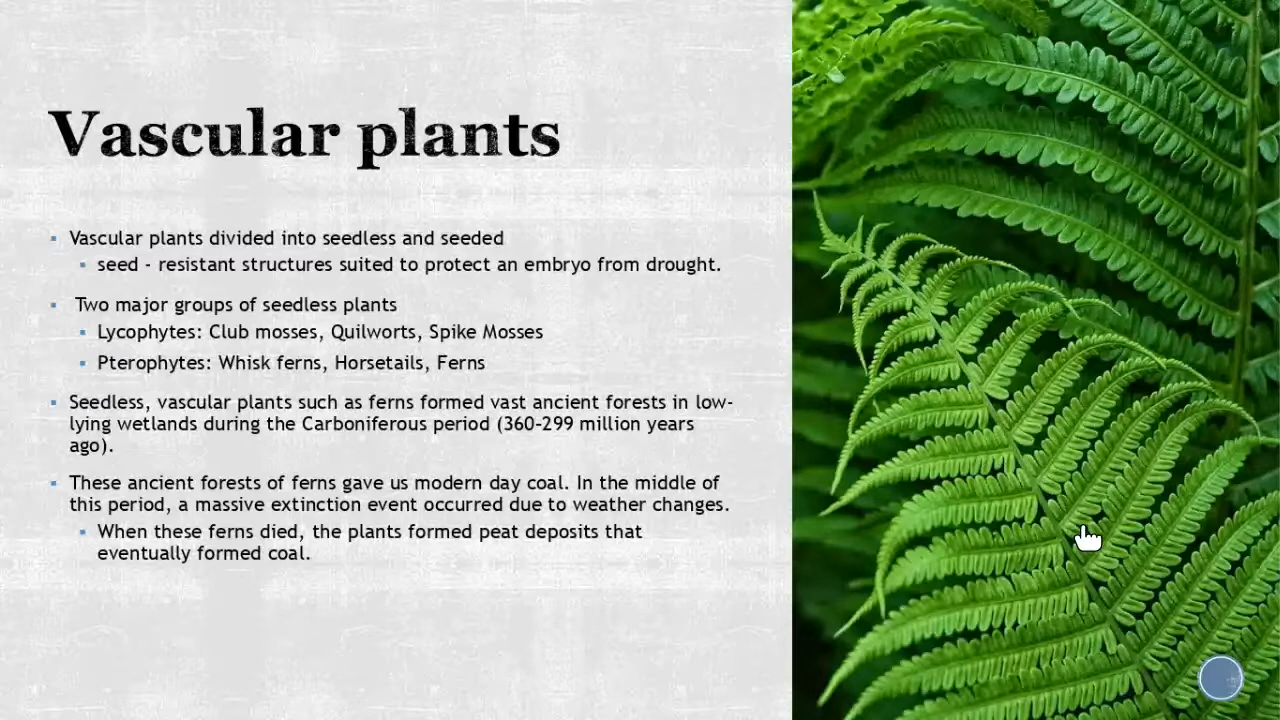 Vascular plants
Vascular plants divided into seedless and seeded
seed - resistant structures suited to protect an embryo from drought.
Two major groups of seedless plants
Lycophytes: Club mosses, Quilworts, Spike Mosses
Pterophytes: Whisk ferns, Horsetails, Ferns
Seedless, vascular plants such as ferns formed vast ancient forests in low-
lying wetlands during the Carboniferous period (360-299 million years
ago).
These ancient forests of ferns gave us modern day coal. In the middle of
this period, a massive extinction event occurred due to weather changes.
When these ferns died, the plants formed peat deposits that
eventually formed coal.